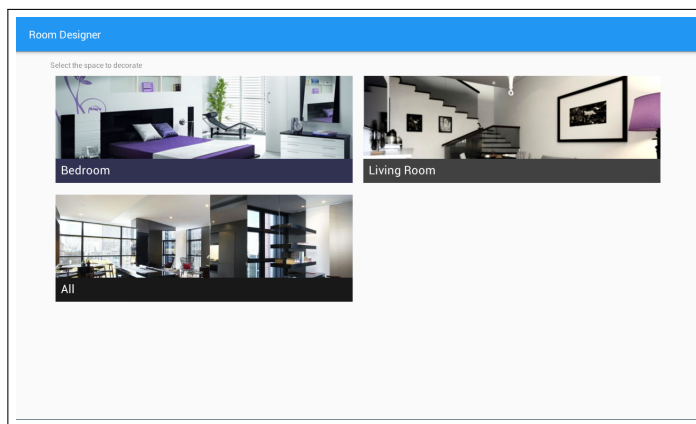 Room Designer
Select the space to decorate
Bedroom
Living Room
All